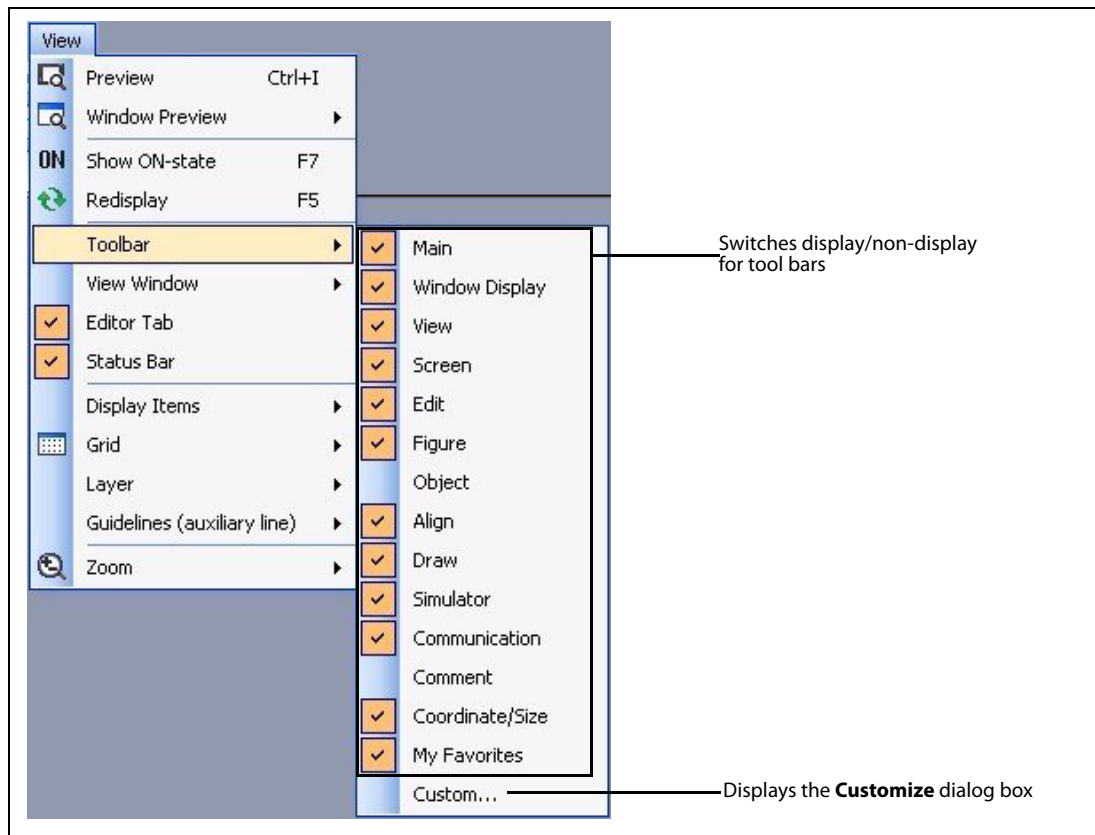 View
Preview Ctrl+I
Window Preview
ON Show ON-state F7
Redisplay F5
Toolbar
View Window
Editor Tab
Status Bar
Display Items
Grid
Layer
Guidelines (auxiliary line)
Zoom
Main
Window Display
View
Screen
Edit
Figure
Object
Align
Draw
Simulator
Communication
Comment
Coordinate/Size
My Favorites
Custom...
Switches display/non-display
for tool bars
Displays the Customize dialog box